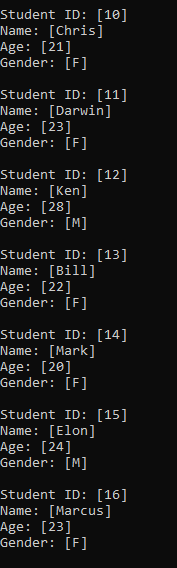 Student ID: [10]
Name: [Chris]
Age: [21]
Gender: [F]
Student ID: [11]
Name: [Darwin]
Age: [23]
Gender: [F]
Student ID: [12]
Name: [Ken]
Age: [28]
Gender: [M]
Student ID: [13]
Name: [Bill]
Age: [22]
Gender: [F]
Student ID: [14]
Name: [Mark]
Age: [20]
Gender: [F]
Student ID: [15]
Name: [Elon]
Age: [24]
Gender: [M]
Student ID: [16]
Name: [Marcus]
Age: [23]
Gender: [F]